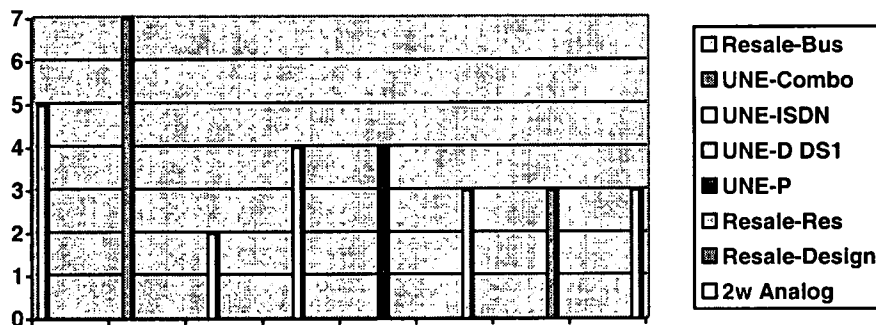 7
6
5
4
3
2
1
0
Resale-Bus
UNE-Combo
UNE-ISDN
UNE-D DS1
UNE-P
Resale-Res
Resale-Design
2w Analog